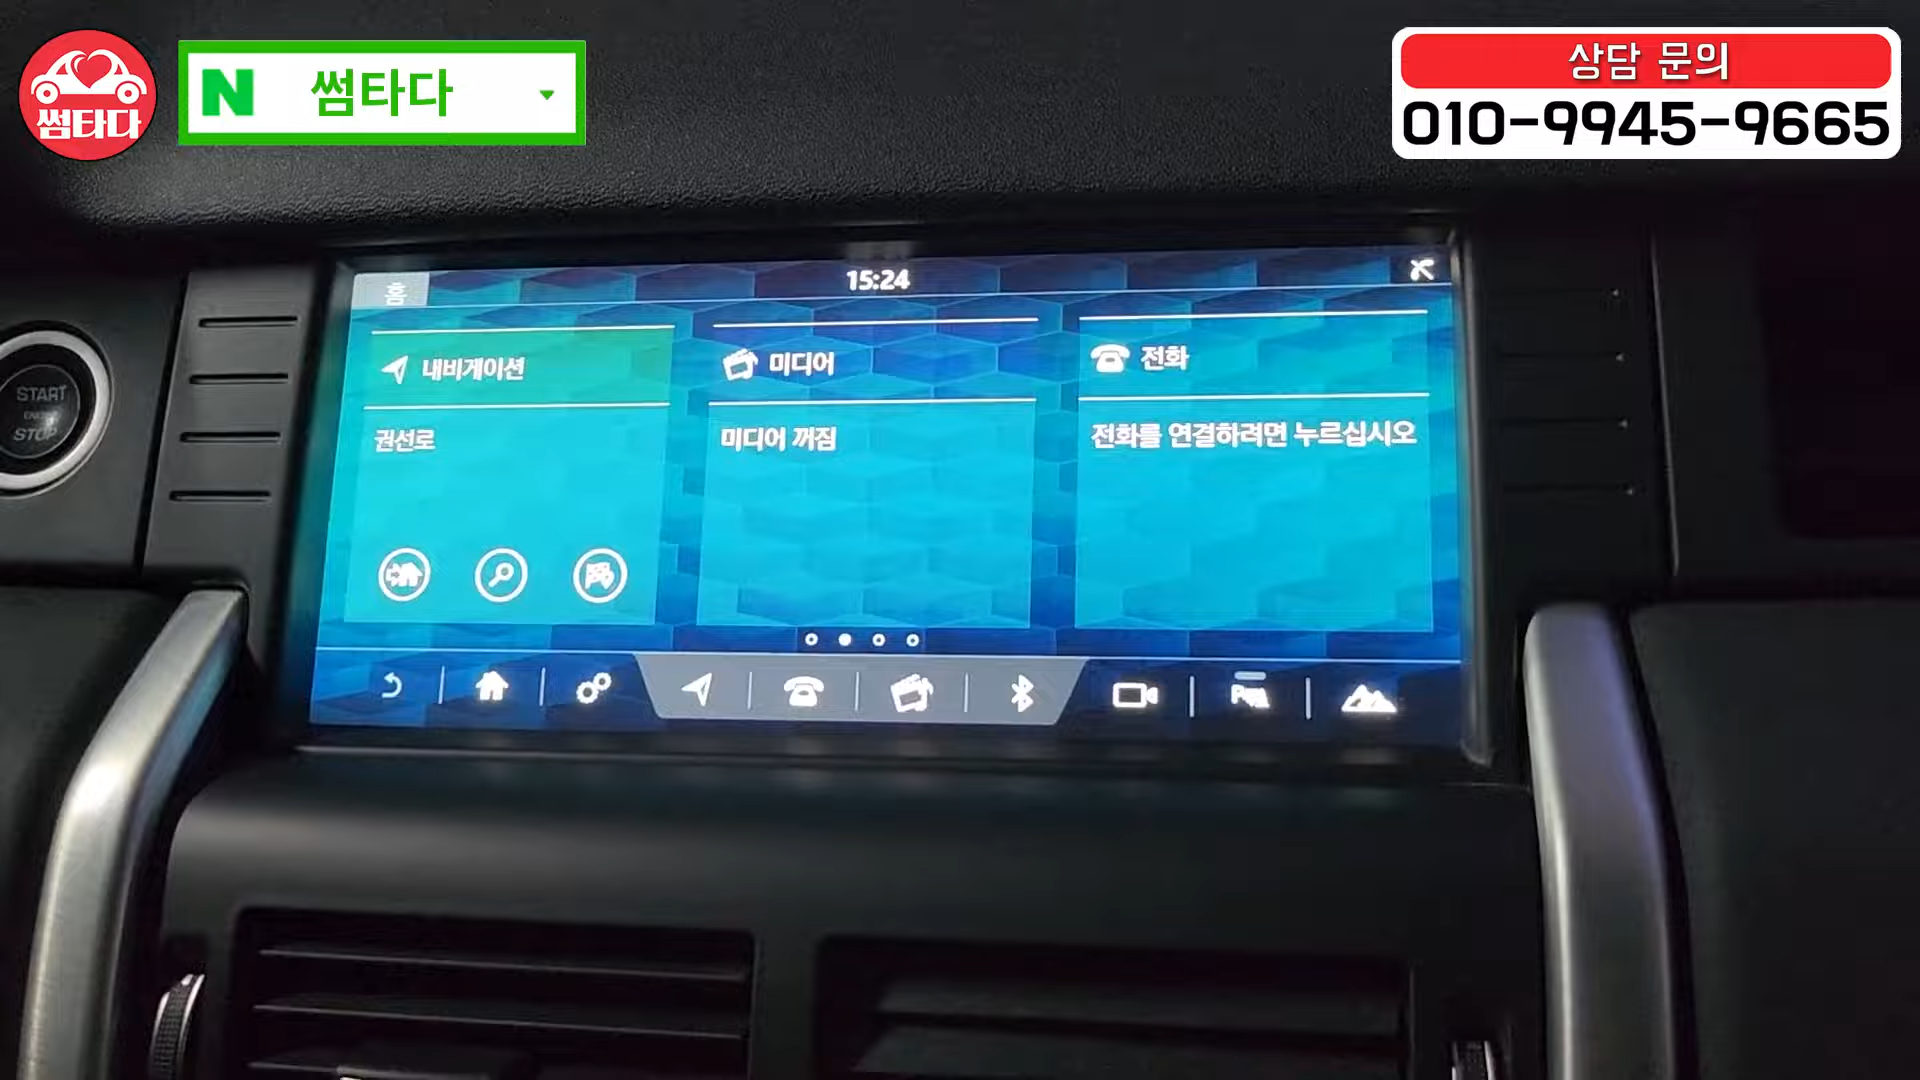 썸타다
N 썸타다
상담 문의
010-9945-9665
START
ENGINE
STOP
홈
15:24
내비게이션
미디어
전화
권선로
미디어 꺼짐
전화를 연결하려면 누르십시오